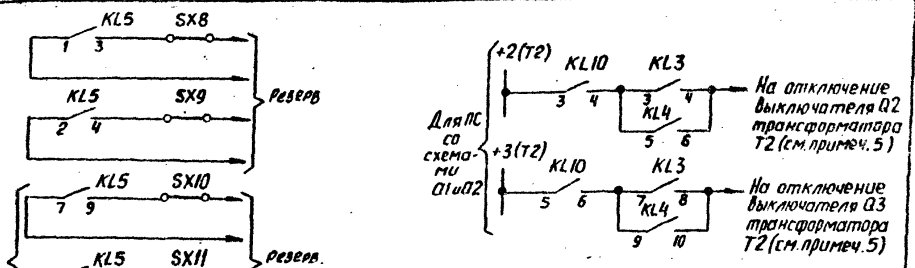 KL5 SX8
1 3
KL5 SX9
2 4
Резерв
KL5 SX10
7 9
KL5 SX11
Резерв.
Для ПС
со
схема-
ми
Q1 и Q2
+2(T2)
KL10 KL3
3 4 3 4
KL4
5 6
На отключение
выключателя Q2
трансформатора
Т2 (см. примеч. 5)
+3(T2)
KL10 KL3
5 6 7 8
KL4
9 10
На отключение
выключателя Q3
трансформатора
Т2 (см. примеч. 5)